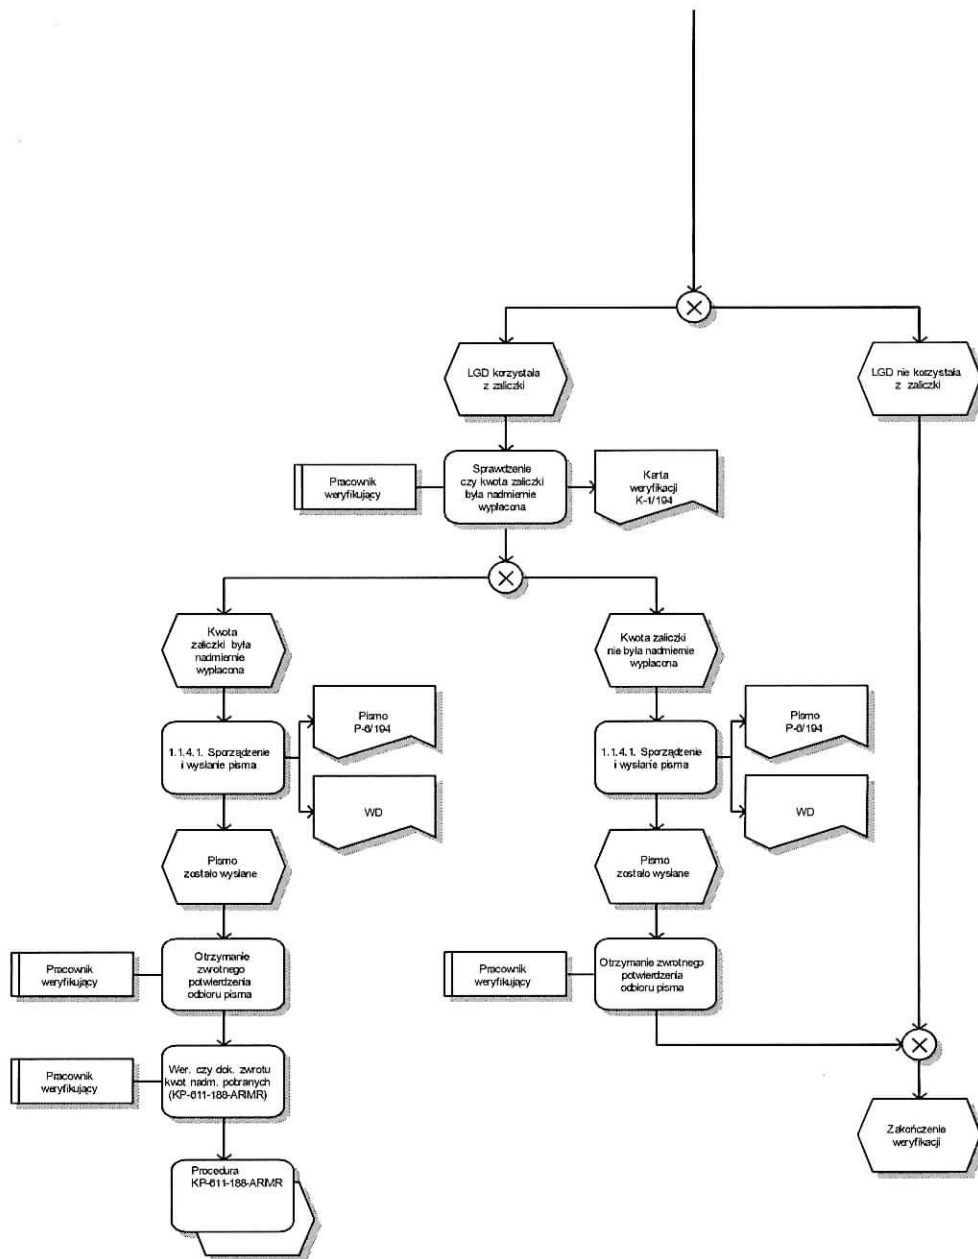 LGD korzystała
z zaliczki
LGD nie korzystała
z zaliczki
Pracownik
weryfikujący
Sprawdzenie
czy kwota zaliczki
była nadmiernie
wypłacona
Karta
weryfikacji
K-1/194
Kwota
zaliczki była
nadmiernie
wypłacona
Kwota zaliczki
nie była nadmiernie
wypłacona
1.1.4.1. Sporządzenie
i wysłanie pisma
Pismo
P-6/194
WD
1.1.4.1. Sporządzenie
i wysłanie pisma
Pismo
P-6/194
WD
Pismo
zostało wysłane
Pismo
zostało wysłane
Pracownik
weryfikujący
Otrzymanie
zwrotnego
potwierdzenia
odbioru pisma
Pracownik
weryfikujący
Otrzymanie zwrotnego
potwierdzenia
odbioru pisma
Pracownik
weryfikujący
Wer. czy dok. zwrotu
kwot nadm. pobranych
(KP-611-188-ARiMR)
Zakończenie
weryfikacji
Procedura
KP-611-188-ARiMR